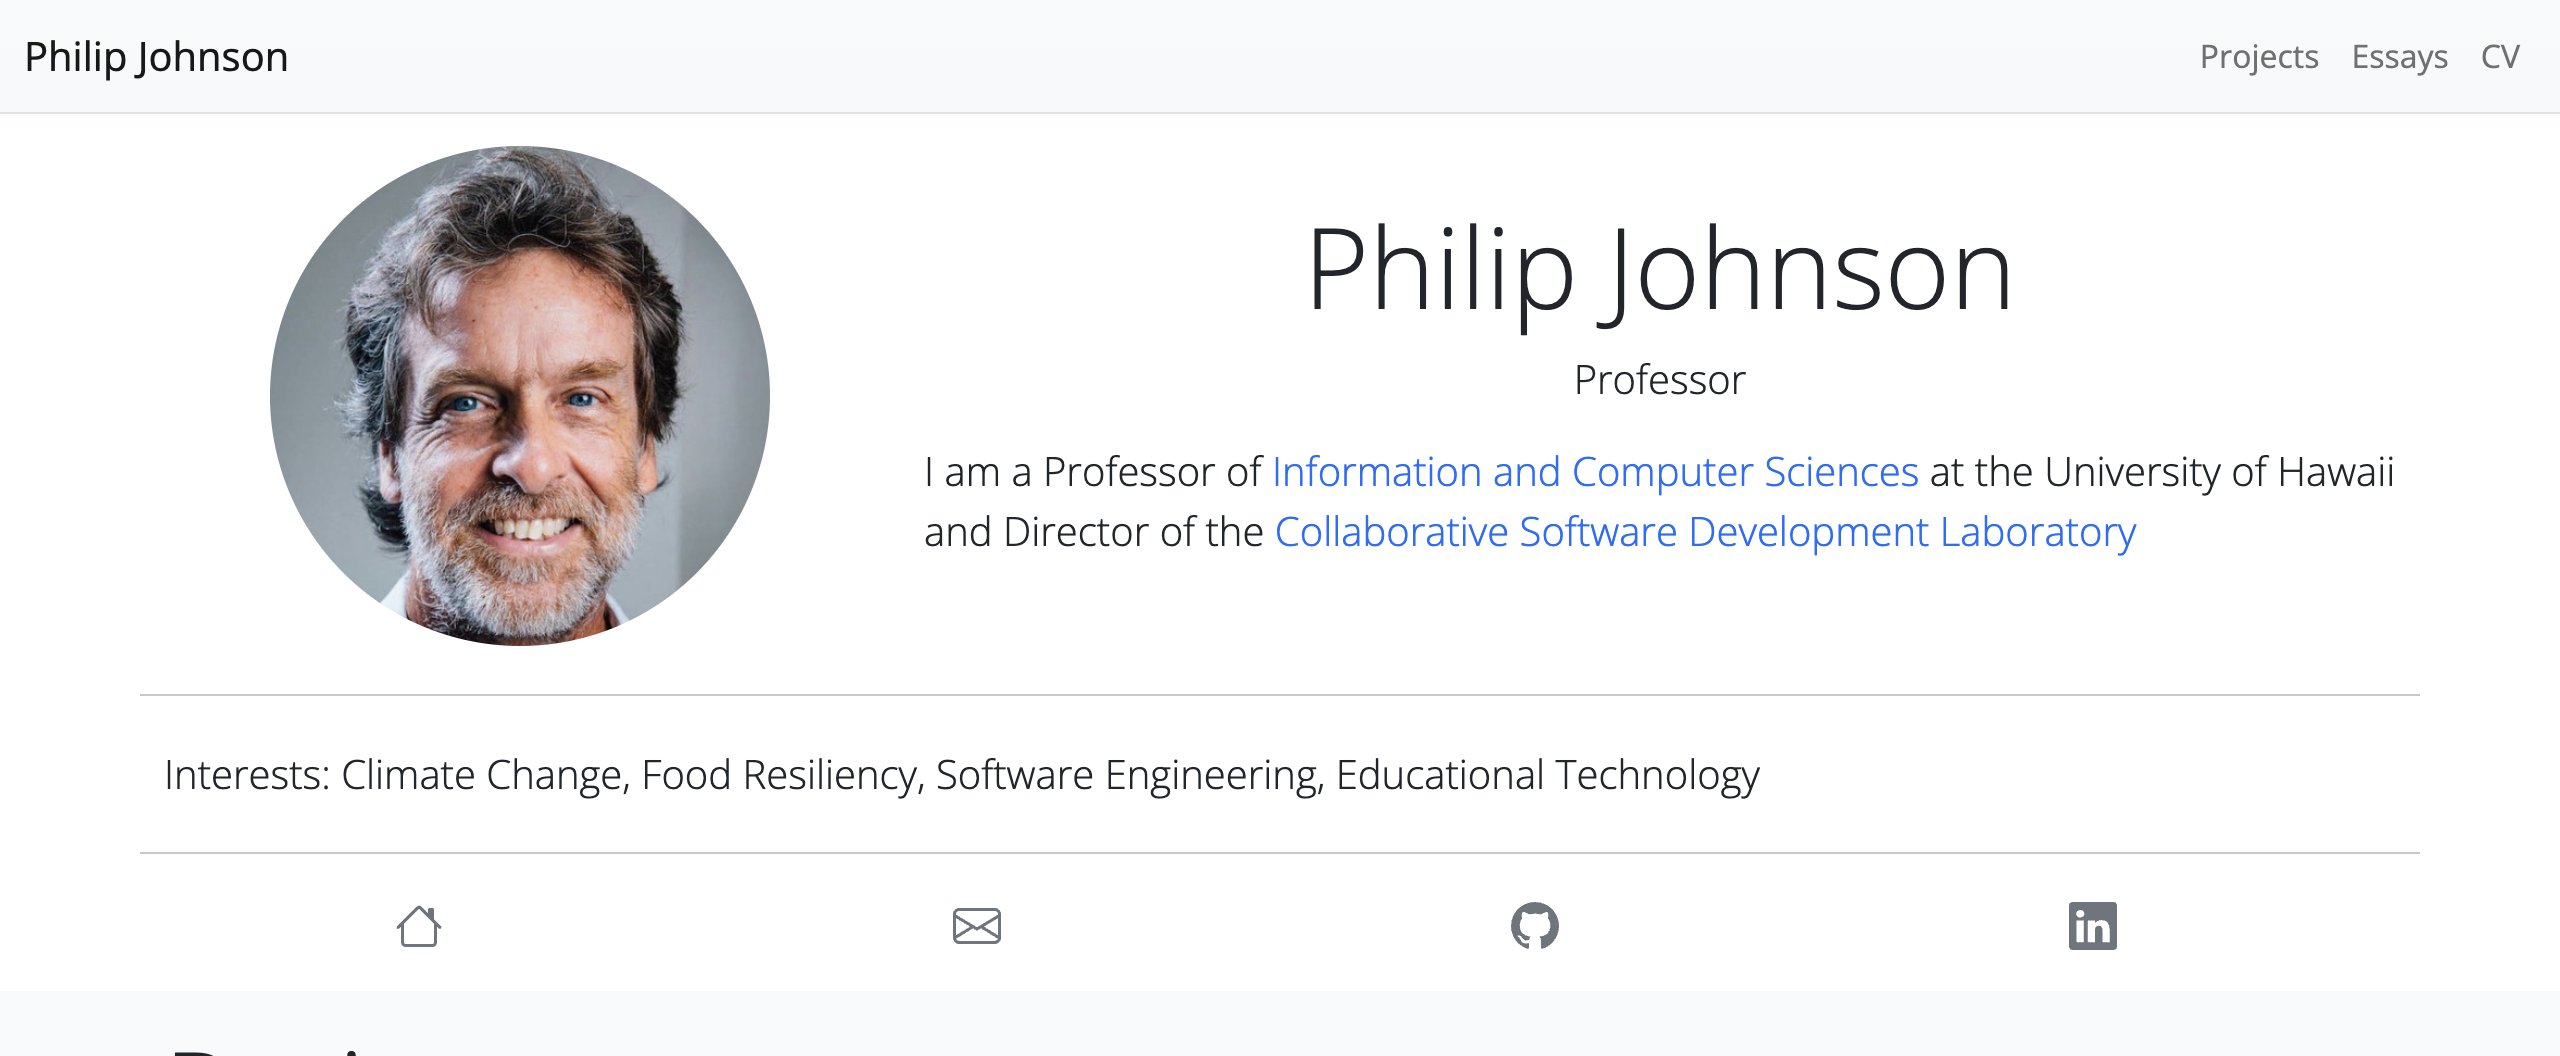 Philip Johnson
Projects Essays CV
Philip Johnson
Professor
I am a Professor of Information and Computer Sciences at the University of Hawaii
and Director of the Collaborative Software Development Laboratory
Interests: Climate Change, Food Resiliency, Software Engineering, Educational Technology
in